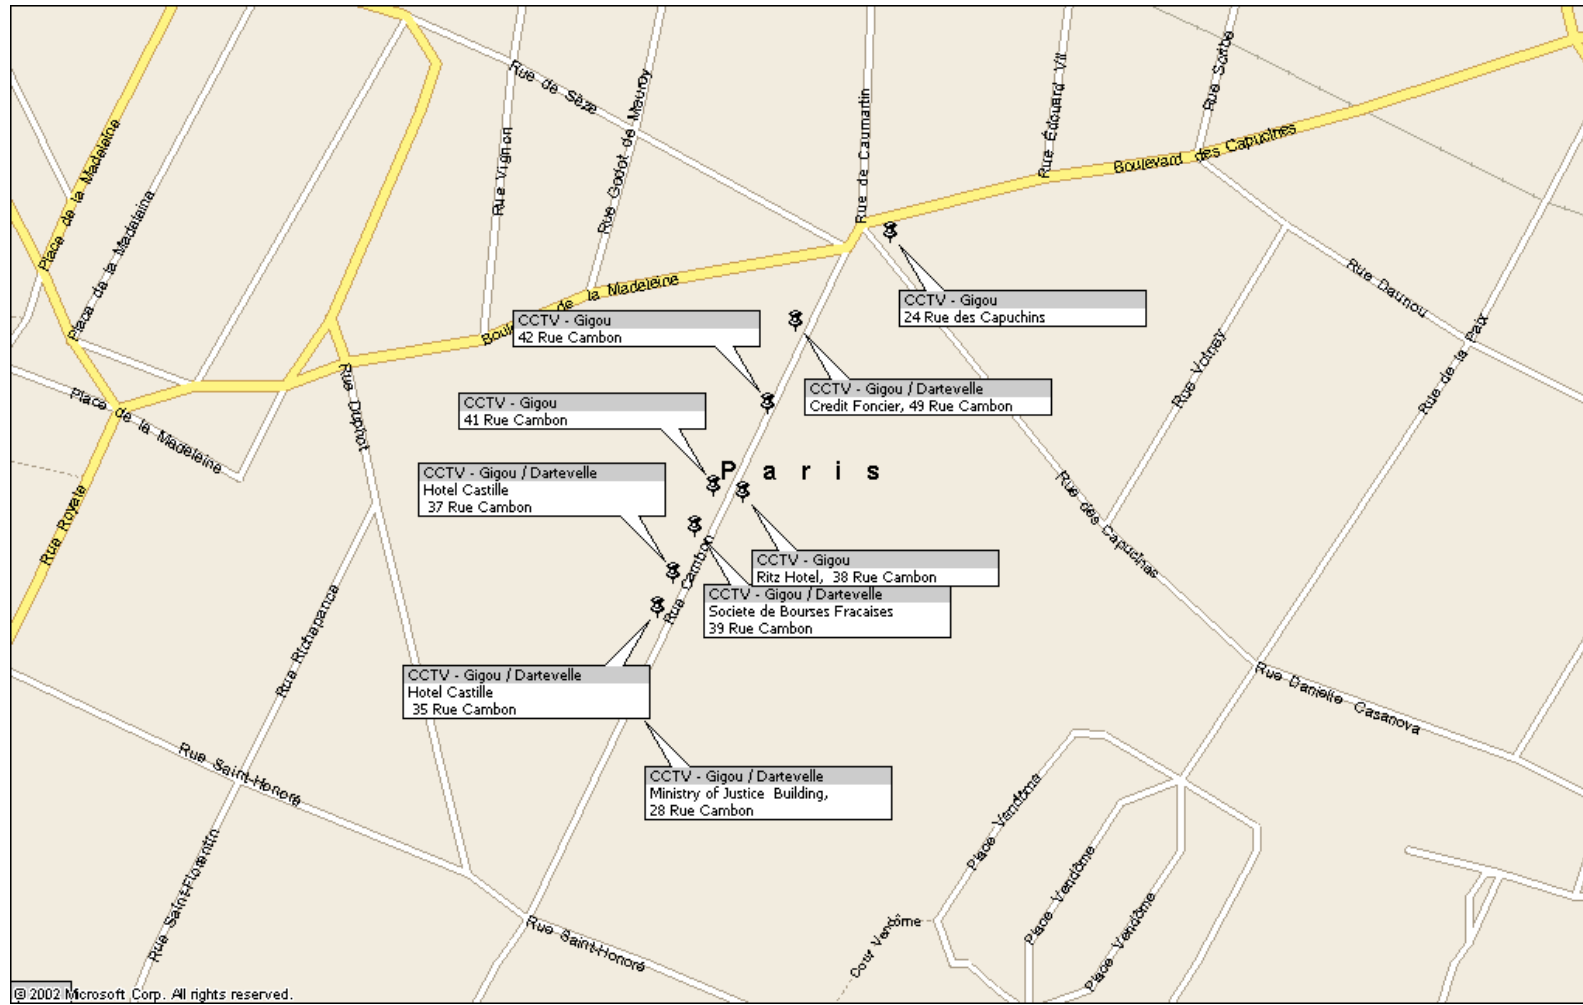 Rue de Sèze
Rue Vignon
Rue Godot de Mauroy
Rue de Caumartin
Rue Édouard VII
Rue Scribe
Boulevard des Capucines
Place de la Madeleine
Place de la Madeleine
Place de la Madeleine
Rue Royale
Rue Duphot
de la Madeleine
Rue Daunou
Rue Volney
Rue de la Paix
CCTV - Gigou
24 Rue des Capuchins
CCTV - Gigou
42 Rue Cambon
CCTV - Gigou / Dartevelle
Credit Foncier, 49 Rue Cambon
CCTV - Gigou
41 Rue Cambon
Paris
CCTV - Gigou / Dartevelle
Hotel Castille
37 Rue Cambon
Rue des Capucines
Rue Cambon
CCTV - Gigou
Ritz Hotel, 38 Rue Cambon
CCTV - Gigou / Dartevelle
Societe de Bourses Fracaises
39 Rue Cambon
Rue Richepance
CCTV - Gigou / Dartevelle
Hotel Castille
35 Rue Cambon
Rue Danielle Casanova
Rue Saint-Honoré
CCTV - Gigou / Dartevelle
Ministry of Justice Building,
28 Rue Cambon
Rue Saint-Florentin
Rue Saint-Honoré
Place Vendôme
Place Vendôme
Place Vendôme
Cour Vendôme
© 2002 Microsoft Corp. All rights reserved.